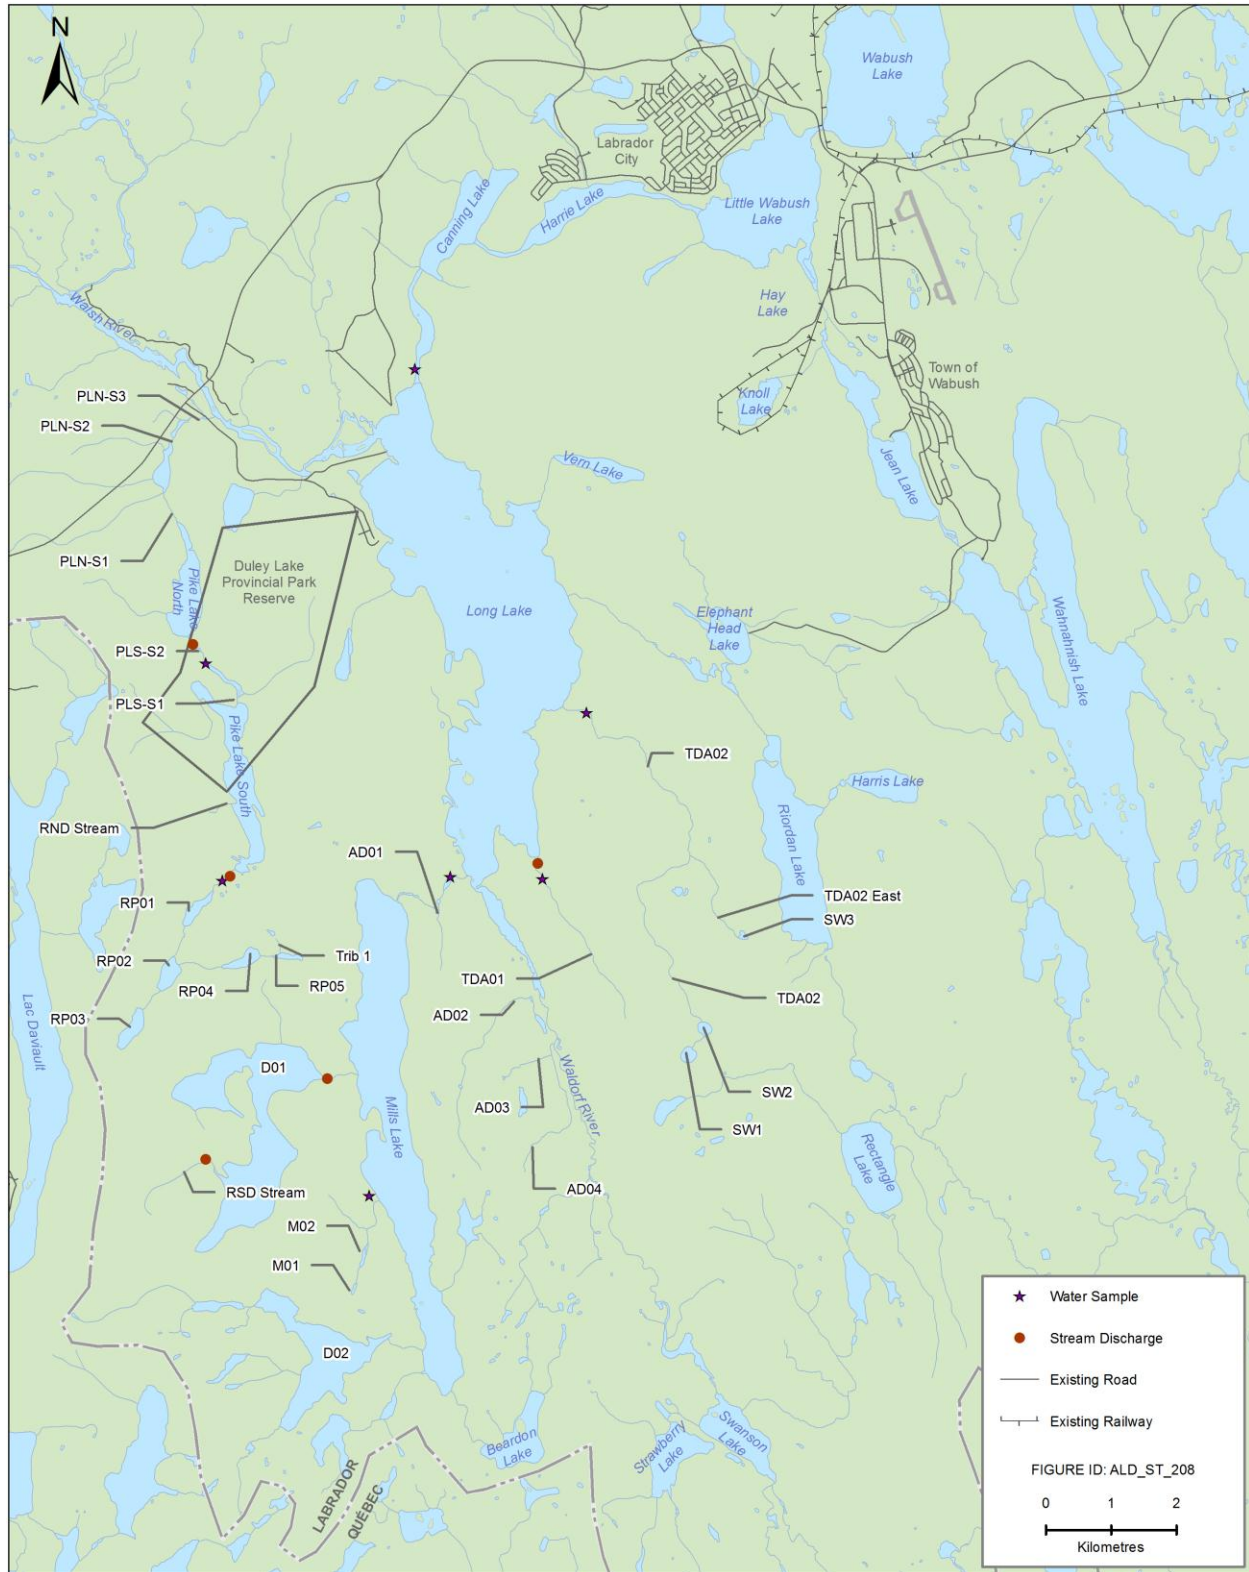 N
Wabush
Lake
Labrador
City
Canning Lake
Harrie Lake
Little Wabush
Lake
Walsh River
Hay
Lake
Town of
Wabush
Knoll
Lake
PLN-S3
PLN-S2
Vern Lake
Jean Lake
PLN-S1
Duley Lake
Provincial Park
Reserve
Pike Lake
North
Long Lake
Elephant
Head
Lake
Wahnahnish Lake
PLS-S2
PLS-S1
Pike Lake South
TDA02
Harris Lake
Riordan Lake
RND Stream
AD01
RP01
TDA02 East
SW3
RP02
Trib 1
RP04
RP05
TDA01
TDA02
RP03
AD02
Lac Daviault
D01
Waldorf River
Mills Lake
AD03
SW2
SW1
Rectangle
Lake
RSD Stream
AD04
M02
M01
D02
Beardon
Lake
Strawberry
Lake
Swanson
Lake
LABRADOR
QUÉBEC
Water Sample
Stream Discharge
Existing Road
Existing Railway
FIGURE ID: ALD_ST_208
0 1 2
Kilometres